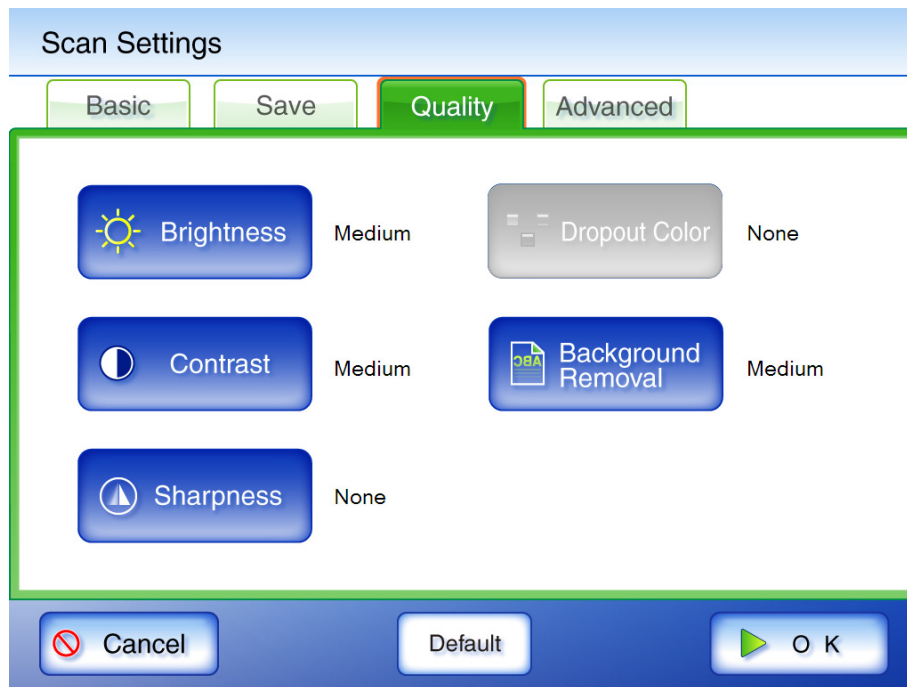 Scan Settings
Basic Save Quality Advanced
Brightness Medium Dropout Color None
Contrast Medium Background
Removal Medium
Sharpness None
Cancel Default O K